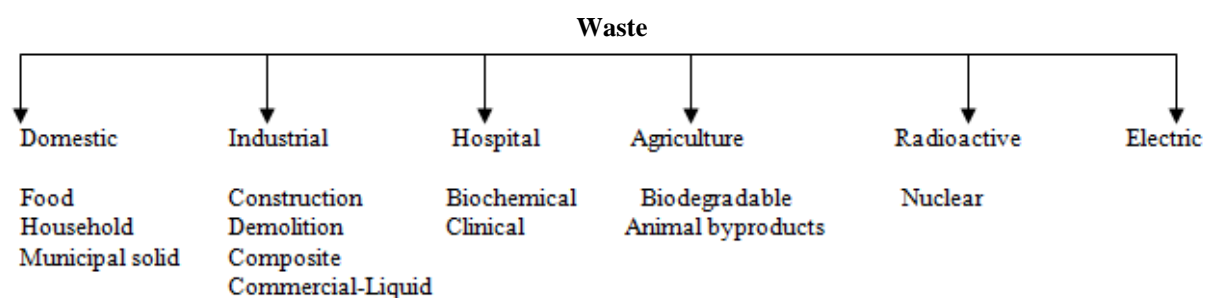 Waste
Domestic Industrial Hospital Agriculture Radioactive Electric
Food Construction Biochemical Biodegradable Nuclear
Household Demolition Clinical Animal byproducts
Municipal solid Composite
Commercial-Liquid